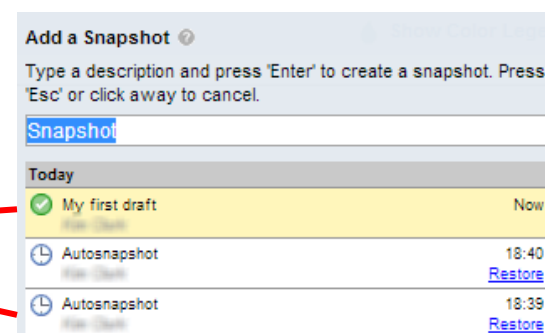 Add a Snapshot
Type a description and press 'Enter' to create a snapshot. Press
'Esc' or click away to cancel.
Snapshot
Today
My first draft Now
Autosnapshot 18:40
Restore
Autosnapshot 18:39
Restore